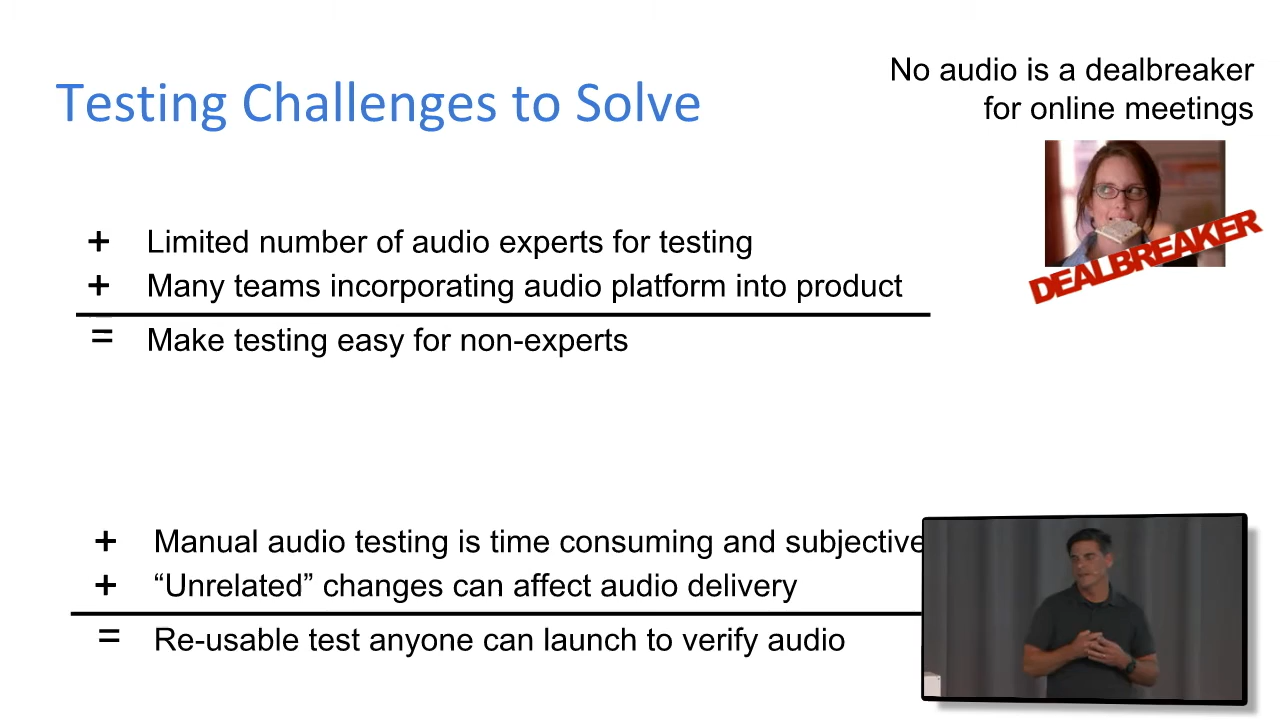 Testing Challenges to Solve
No audio is a dealbreaker
for online meetings
DEALBREAKER
+ Limited number of audio experts for testing
+ Many teams incorporating audio platform into product
= Make testing easy for non-experts
+ Manual audio testing is time consuming and subjective
+ “Unrelated” changes can affect audio delivery
= Re-usable test anyone can launch to verify audio